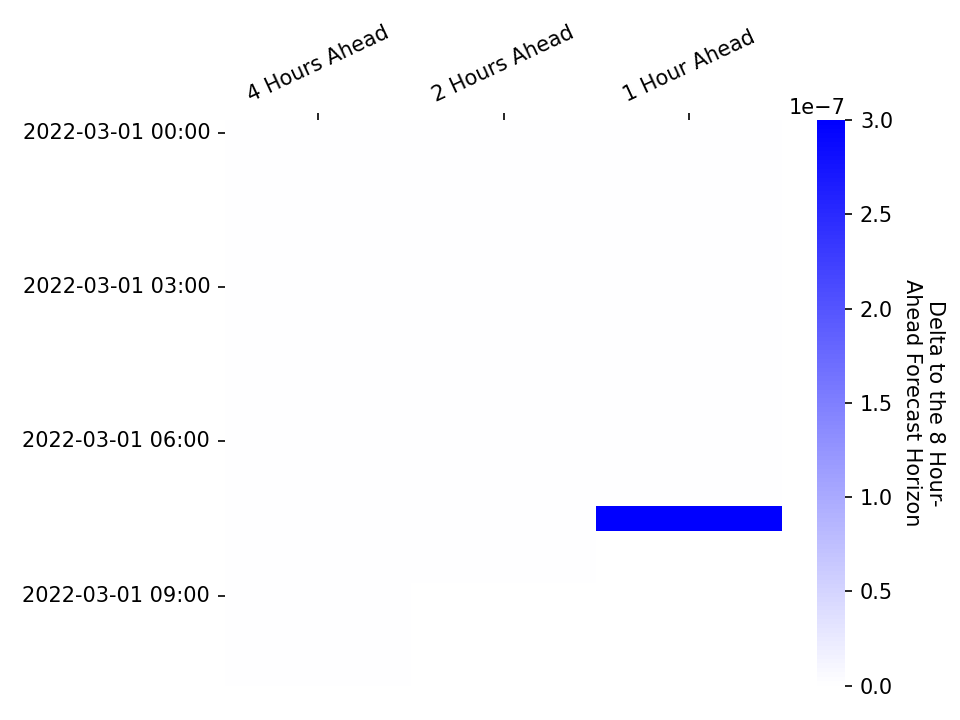 4 Hours Ahead
2 Hours Ahead
1 Hour Ahead
1e−7
2022-03-01 00:00
2022-03-01 03:00
2022-03-01 06:00
2022-03-01 09:00
3.0
2.5
2.0
1.5
1.0
0.5
0.0
Delta to the 8 Hour-
Ahead Forecast Horizon